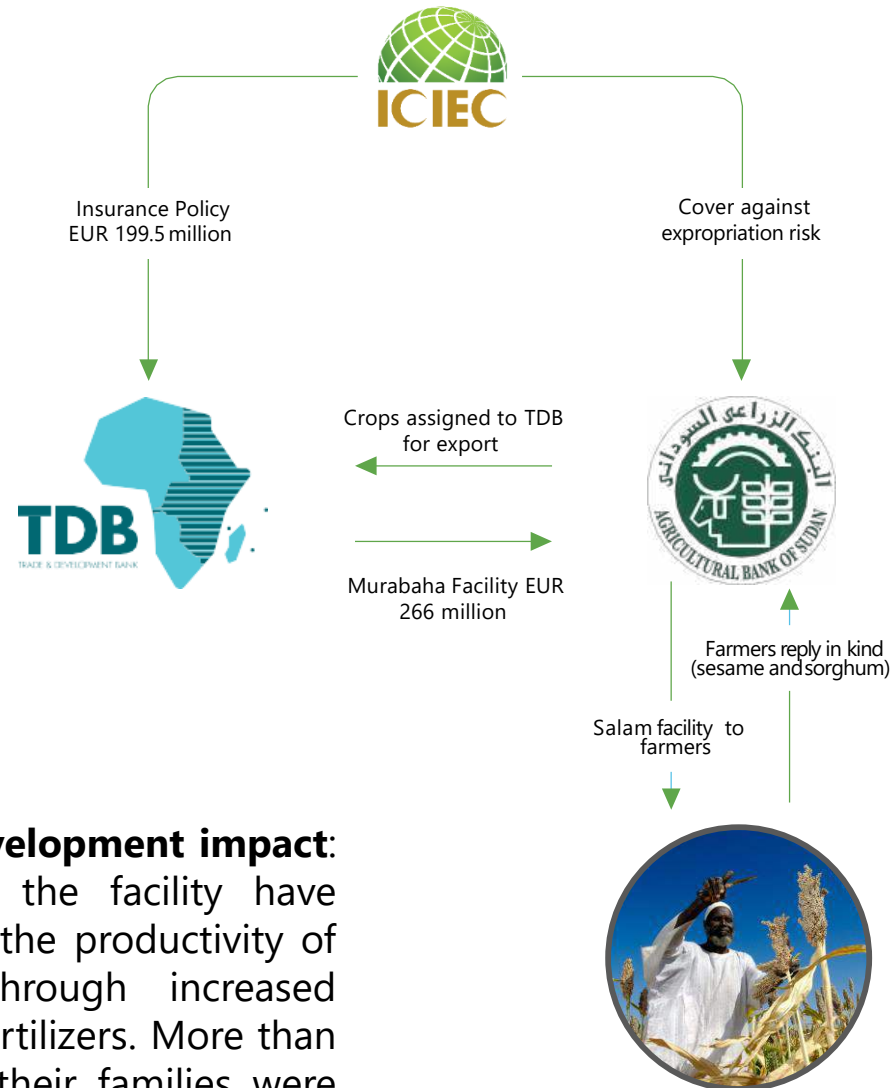 ICIEC
Insurance Policy
EUR 199.5 million
Cover against
expropriation risk
Crops assigned to TDB
for export
TDB
TRADE & DEVELOPMENT BANK
البنك الزراعي السوداني
AGRICULTURAL BANK OF SUDAN
Murabaha Facility EUR
266 million
Farmers reply in kind
(sesame and sorghum)
Salam facility to
farmers
velopment impact:
the facility have
the productivity of
hrough increased
rtilizers. More than
their families were